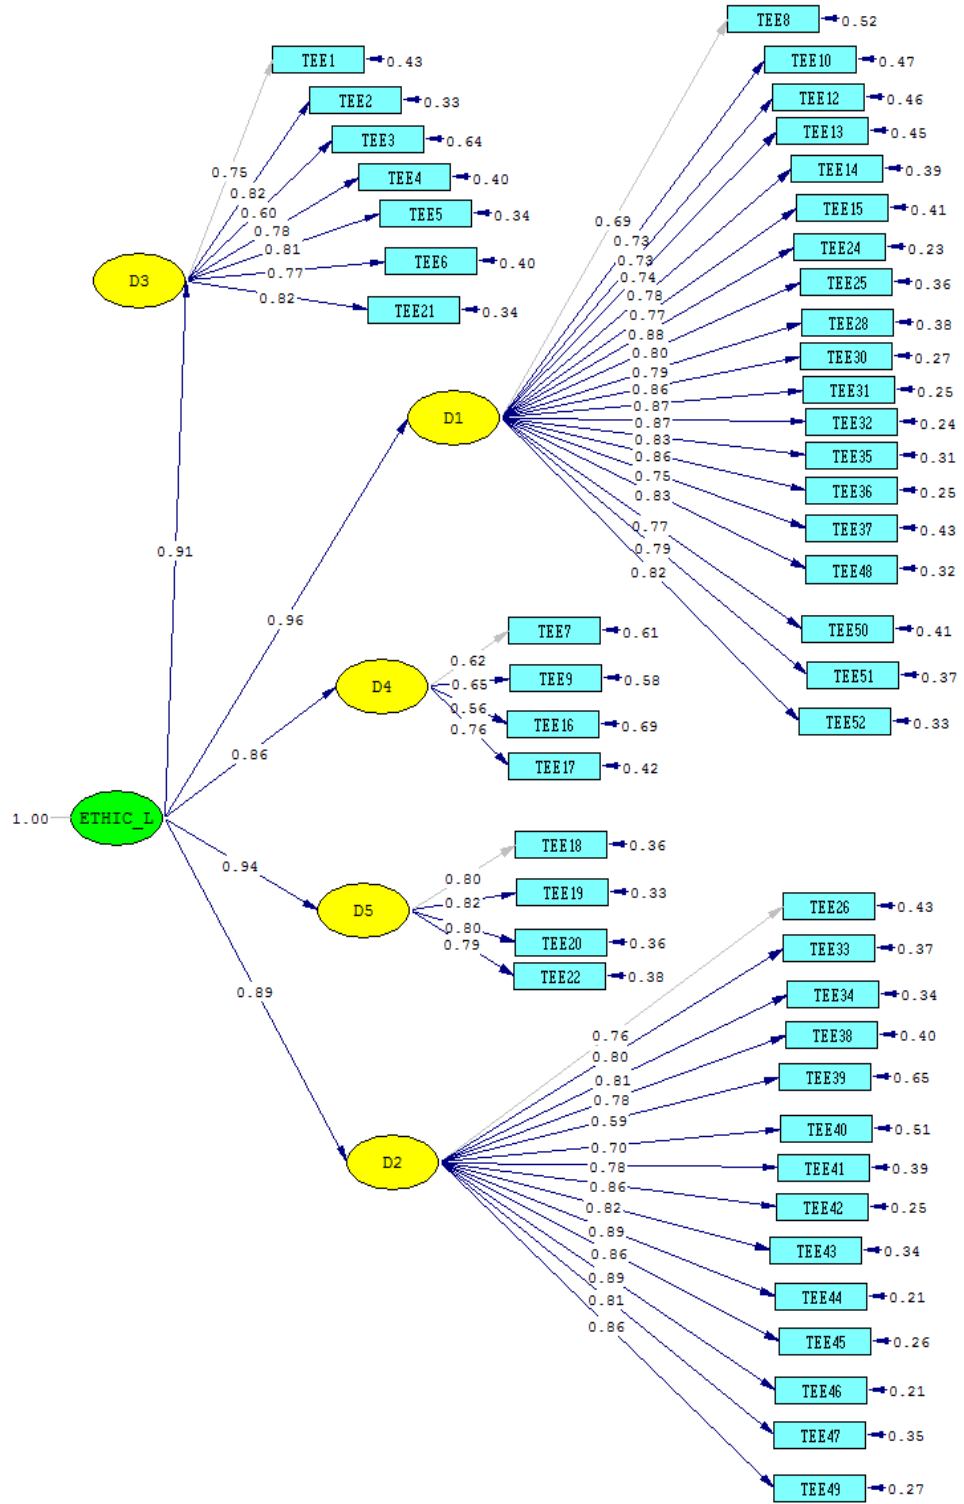 TEE1 0.43
TEE2 0.33
TEE3 0.64
TEE4 0.40
TEE5 0.34
TEE6 0.40
TEE21 0.34
0.75
0.82
0.60
0.78
0.81
0.77
0.82
D3
0.91
TEE8 0.52
TEE10 0.47
TEE12 0.46
TEE13 0.45
TEE14 0.39
TEE15 0.41
TEE24 0.23
TEE25 0.36
TEE28 0.38
TEE30 0.27
TEE31 0.25
TEE32 0.24
TEE35 0.31
TEE36 0.25
TEE37 0.43
TEE48 0.32
TEE50 0.41
TEE51 0.37
TEE52 0.33
0.69
0.73
0.73
0.74
0.78
0.77
0.88
0.80
0.79
0.86
0.87
0.87
0.83
0.86
0.75
0.83
0.77
0.79
0.82
D1
0.96
TEE7 0.61
TEE9 0.58
TEE16 0.69
TEE17 0.42
0.62
0.65
0.56
0.76
D4
0.86
1.00 ETHIC_L
0.94
D5
TEE18 0.36
TEE19 0.33
TEE20 0.36
TEE22 0.38
0.80
0.82
0.80
0.79
0.89
D2
TEE26 0.43
TEE33 0.37
TEE34 0.34
TEE38 0.40
TEE39 0.65
TEE40 0.51
TEE41 0.39
TEE42 0.25
TEE43 0.34
TEE44 0.21
TEE45 0.26
TEE46 0.21
TEE47 0.35
TEE49 0.27
0.76
0.80
0.81
0.78
0.59
0.70
0.78
0.86
0.82
0.89
0.86
0.89
0.81
0.86